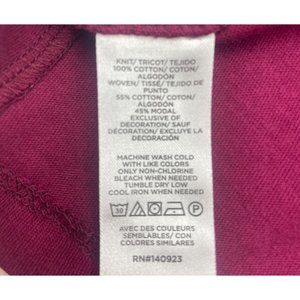 KNIT/TRICOT/TEJIDO
100% COTTON/COTON/
ALGODÓN
WOVEN/TISSÉ/TEJIDO DE
PUNTO
55% COTTON/COTON/
ALGODÓN
45% MODAL
EXCLUSIVE OF
DECORATION/SAUF
DÉCORATION/EXCLUYE LA
DECORACIÓN
MACHINE WASH COLD
WITH LIKE COLORS
ONLY NON-CHLORINE
BLEACH WHEN NEEDED
TUMBLE DRY LOW
COOL IRON WHEN NEEDED
30
AVEC DES COULEURS
SEMBLABLES/ CON
COLORES SIMILARES
RN#140923